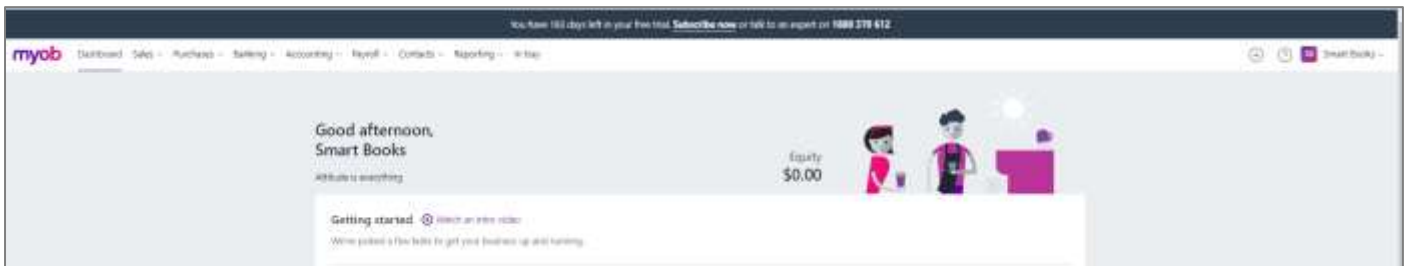 You have 183 days left in your free trial. Subscribe now or talk to an expert on 1800 370 612
myob Dashboard Sales Purchases Banking Accounting Payroll Contacts Reporting In tray Smart Books
Good afternoon,
Smart Books
Attitude is everything
Equity
$0.00
Getting started Watch an intro video
We've picked a few tasks to get your business up and running.